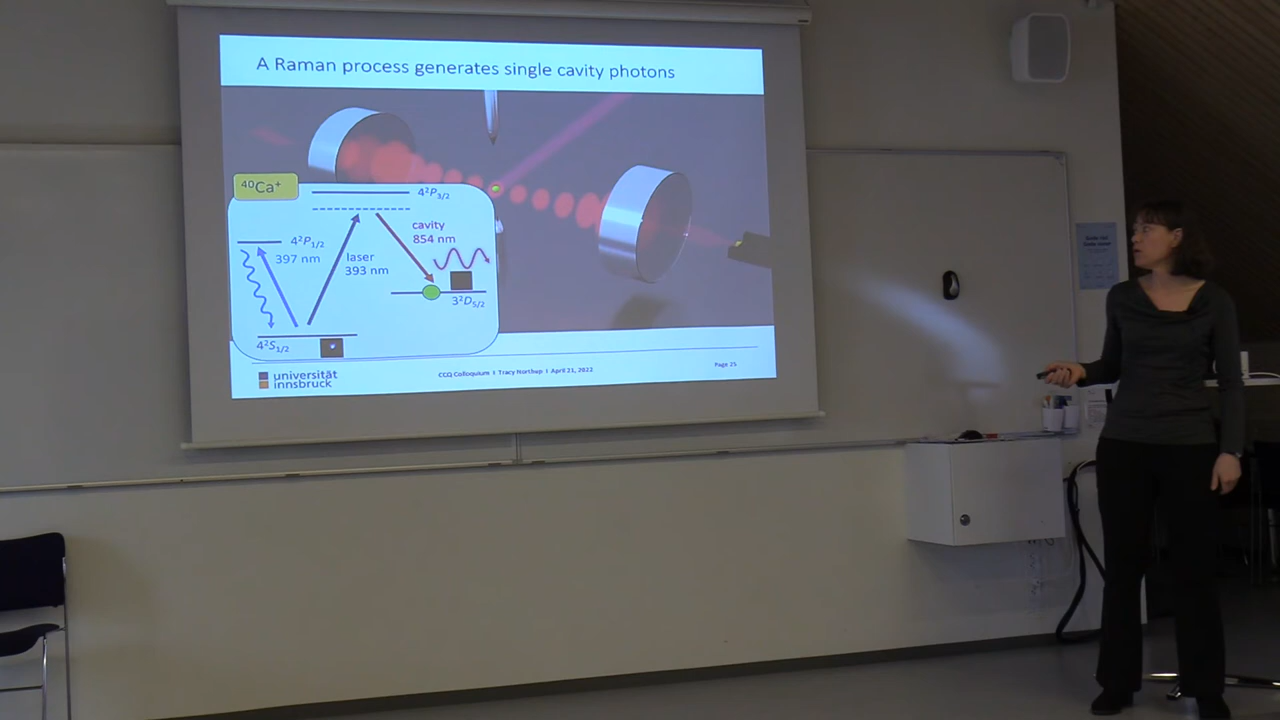 A Raman process generates single cavity photons
⁴⁰Ca⁺
4²P₃/₂
4²P₁/₂
397 nm
laser
393 nm
cavity
854 nm
3²D₅/₂
4²S₁/₂
universität
innsbruck
CCQ Colloquium I Tracy Northup I April 21, 2022
Page 25